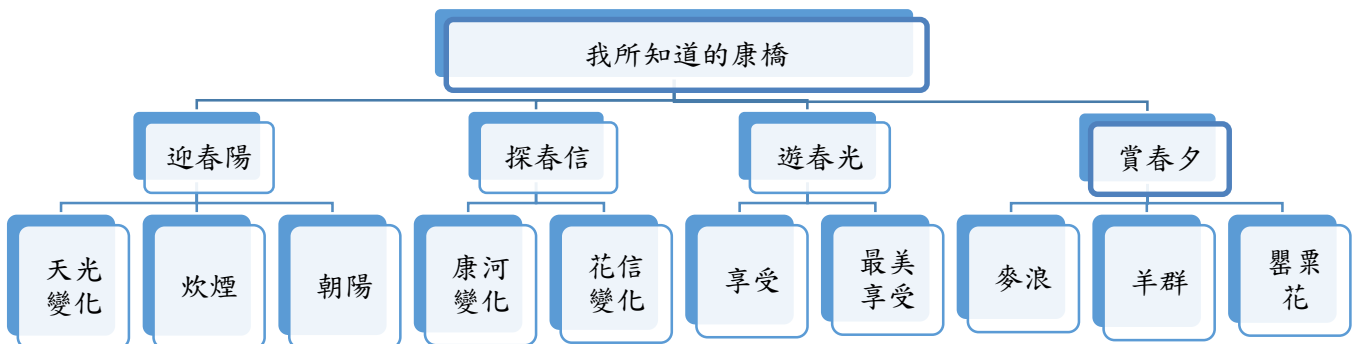 我所知道的康橋
迎春陽
探春信
遊春光
賞春夕
天光
變化
炊煙
朝陽
康河
變化
花信
變化
享受
最美
享受
麥浪
羊群
罌粟
花